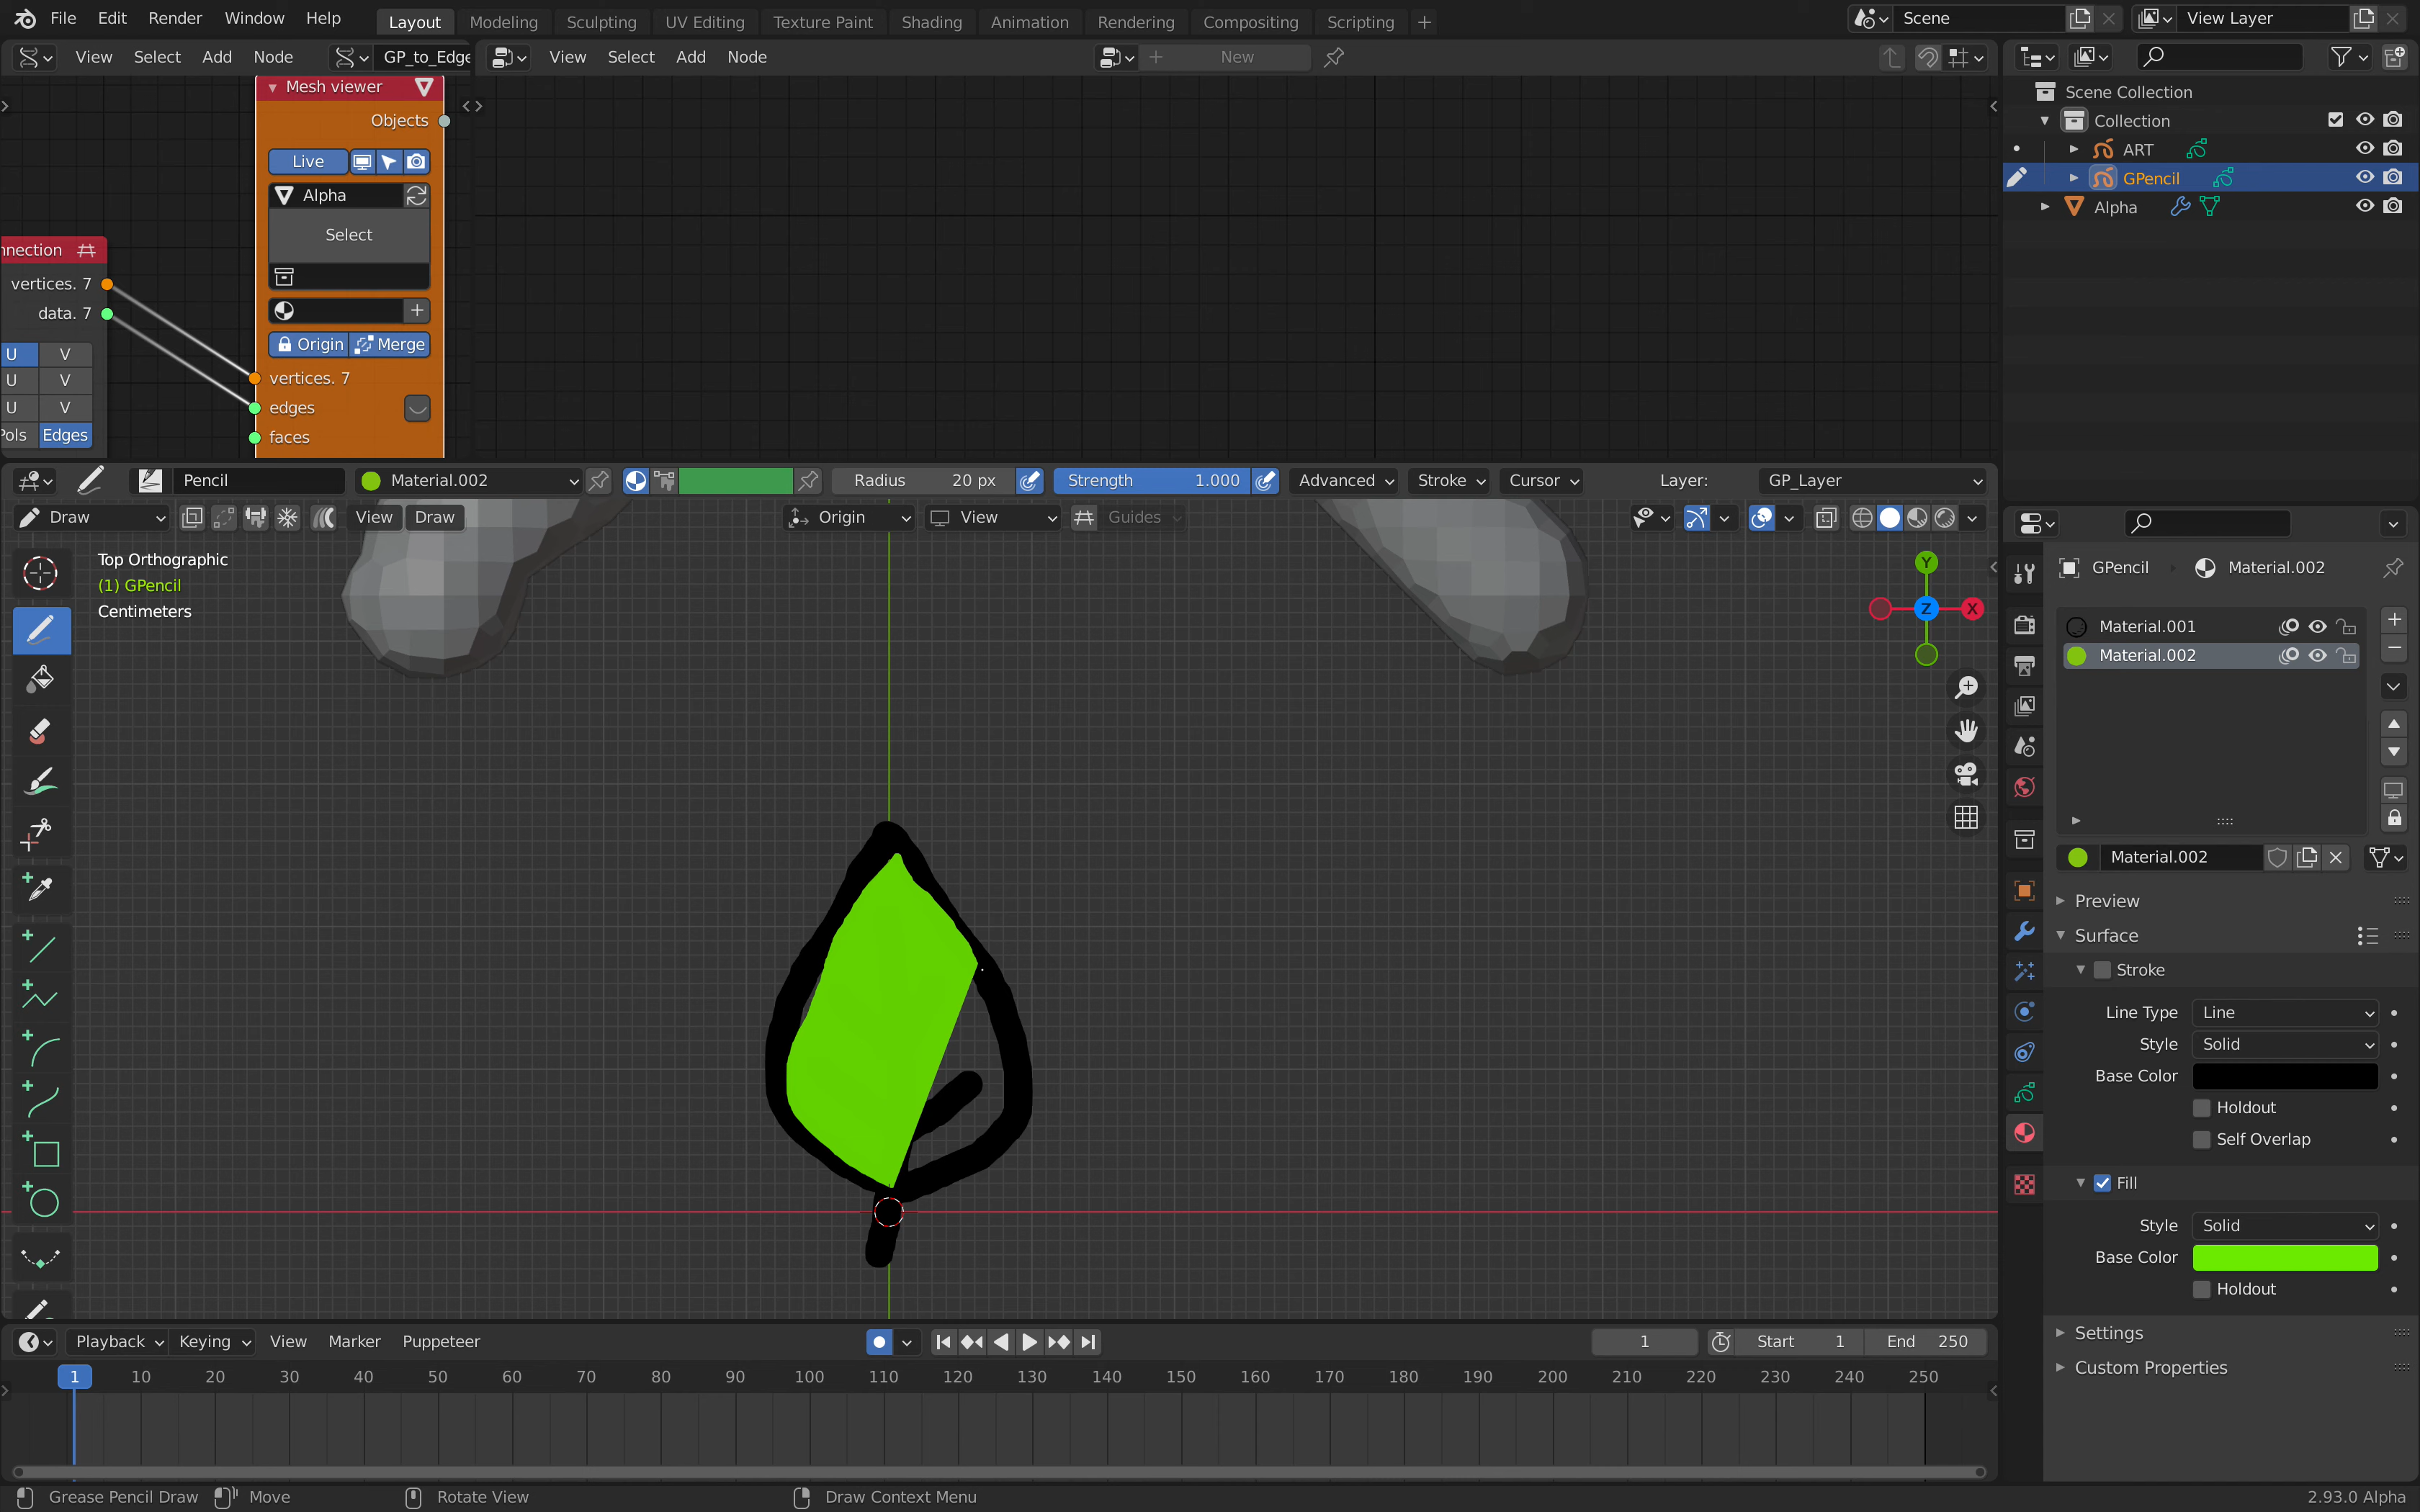 File Edit Render Window Help Layout Modeling Sculpting UV Editing Texture Paint Shading Animation Rendering Compositing Scripting Scene View Layer
View Select Add Node GP_to_Edge View Select Add Node New
Mesh viewer
Objects
Live
Alpha
Select
nnection
vertices. 7
data. 7
U V
U V
U V
Pols Edges
Origin Merge
vertices. 7
edges
faces
Scene Collection
Collection
ART
GPencil
Alpha
Pencil Material.002 Radius 20 px Strength 1.000 Advanced Stroke Cursor Layer: GP_Layer
Draw View Draw Origin View Guides
Top Orthographic
(1) GPencil
Centimeters
Y
Z X
GPencil Material.002
Material.001
Material.002
Material.002
Preview
Surface
Stroke
Line Type Line
Style Solid
Base Color
Holdout
Self Overlap
Fill
Style Solid
Base Color
Holdout
Settings
Custom Properties
Playback Keying View Marker Puppeteer 1 Start 1 End 250
1 10 20 30 40 50 60 70 80 90 100 110 120 130 140 150 160 170 180 190 200 210 220 230 240 250
Grease Pencil Draw Move Rotate View Draw Context Menu 2.93.0 Alpha